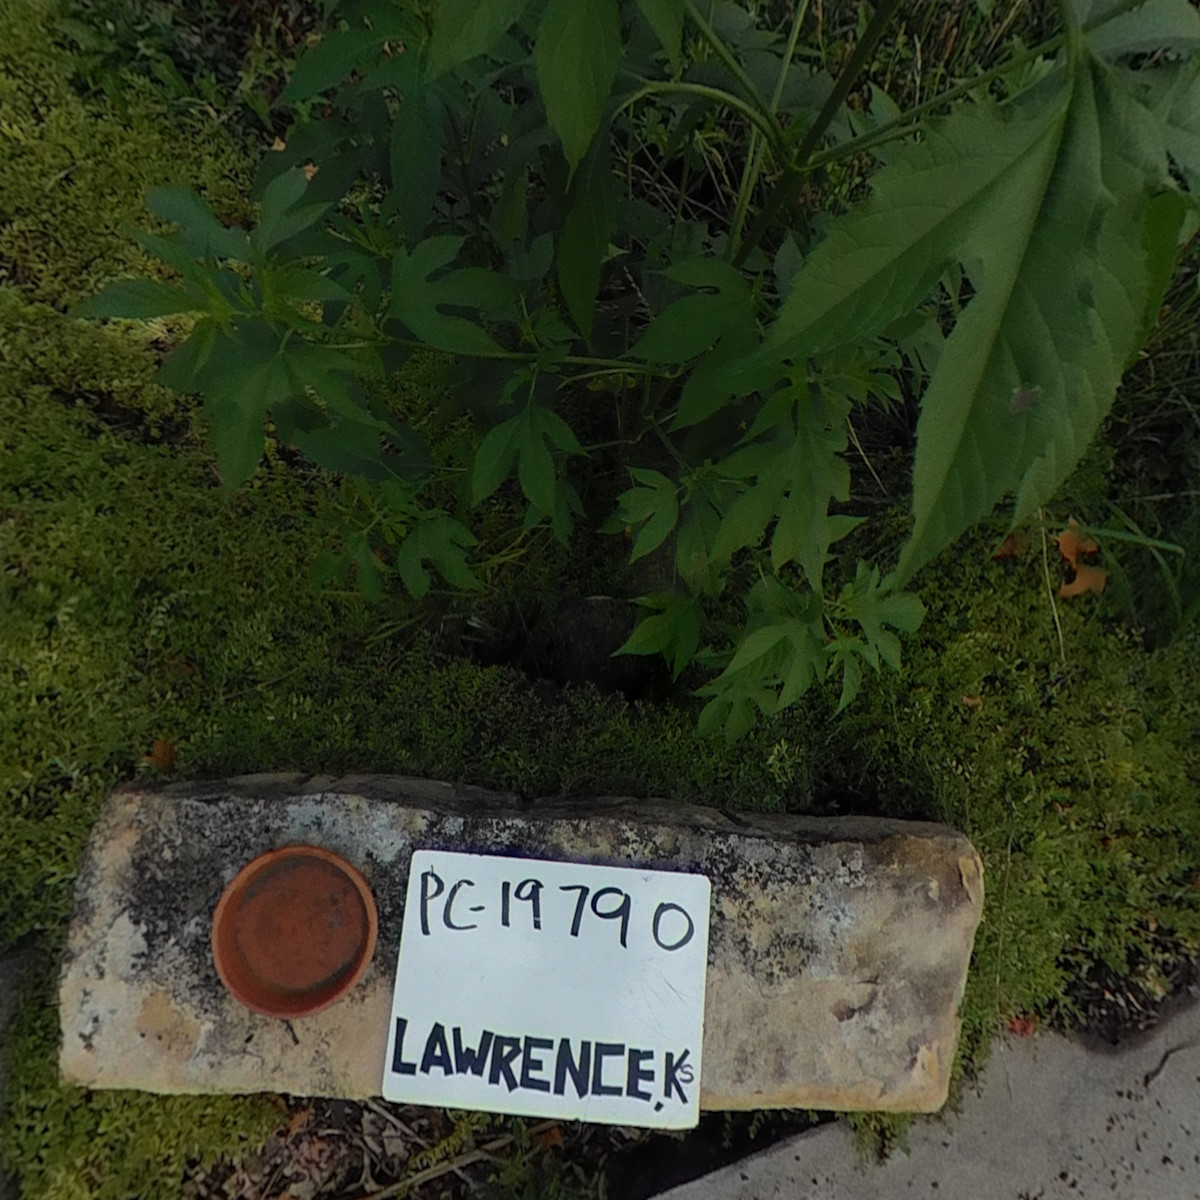 PC-19790
LAWRENCE, Ks